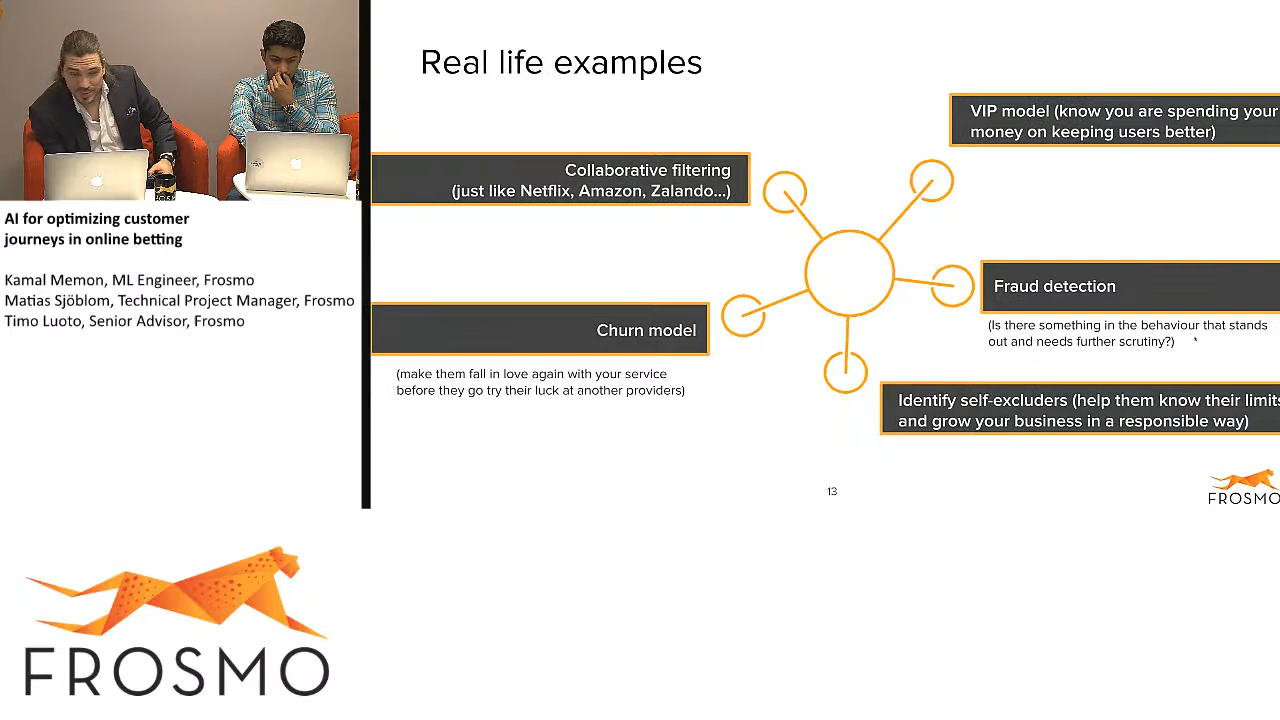 AI for optimizing customer
journeys in online betting
Kamal Memon, ML Engineer, Frosmo
Matias Sjöblom, Technical Project Manager, Frosmo
Timo Luoto, Senior Advisor, Frosmo
FROSMO
Real life examples
VIP model (know you are spending your
money on keeping users better)
Collaborative filtering
(just like Netflix, Amazon, Zalando...)
Fraud detection
(Is there something in the behaviour that stands
out and needs further scrutiny?)
Churn model
(make them fall in love again with your service
before they go try their luck at another providers)
Identify self-excluders (help them know their limits
and grow your business in a responsible way)
13
FROSMO